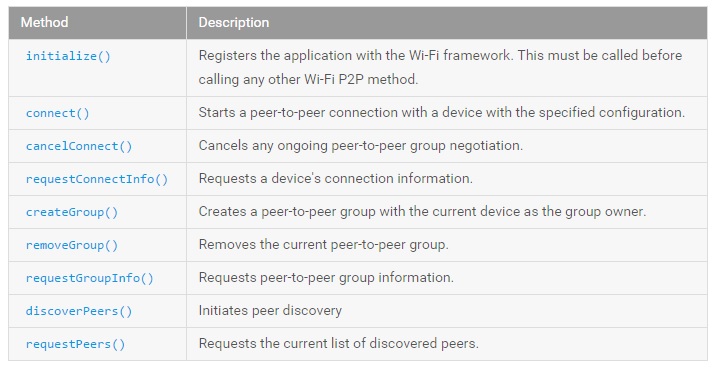 Method Description
initialize() Registers the application with the Wi-Fi framework. This must be called before
calling any other Wi-Fi P2P method.
connect() Starts a peer-to-peer connection with a device with the specified configuration.
cancelConnect() Cancels any ongoing peer-to-peer group negotiation.
requestConnectInfo() Requests a device's connection information.
createGroup() Creates a peer-to-peer group with the current device as the group owner.
removeGroup() Removes the current peer-to-peer group.
requestGroupInfo() Requests peer-to-peer group information.
discoverPeers() Initiates peer discovery
requestPeers() Requests the current list of discovered peers.